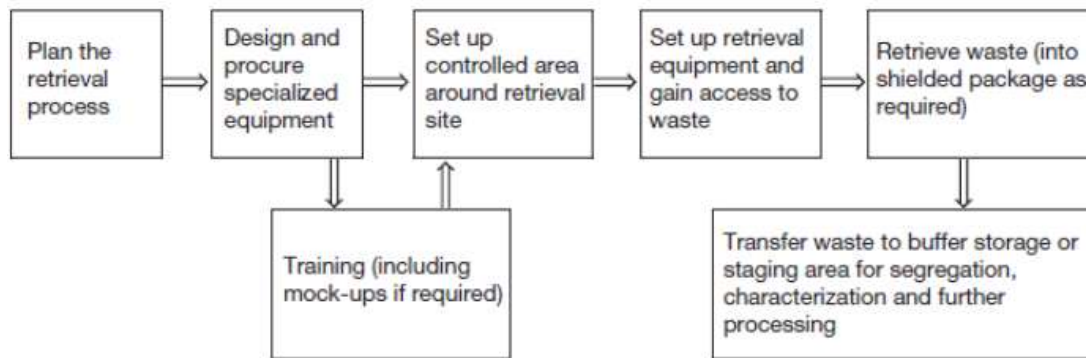 Plan the
retrieval
process
Design and
procure
specialized
equipment
Set up
controlled area
around retrieval
site
Set up retrieval
equipment and
gain access to
waste
Retrieve waste (into
shielded package as
required)
Training (including
mock-ups if required)
Transfer waste to buffer storage or
staging area for segregation,
characterization and further
processing